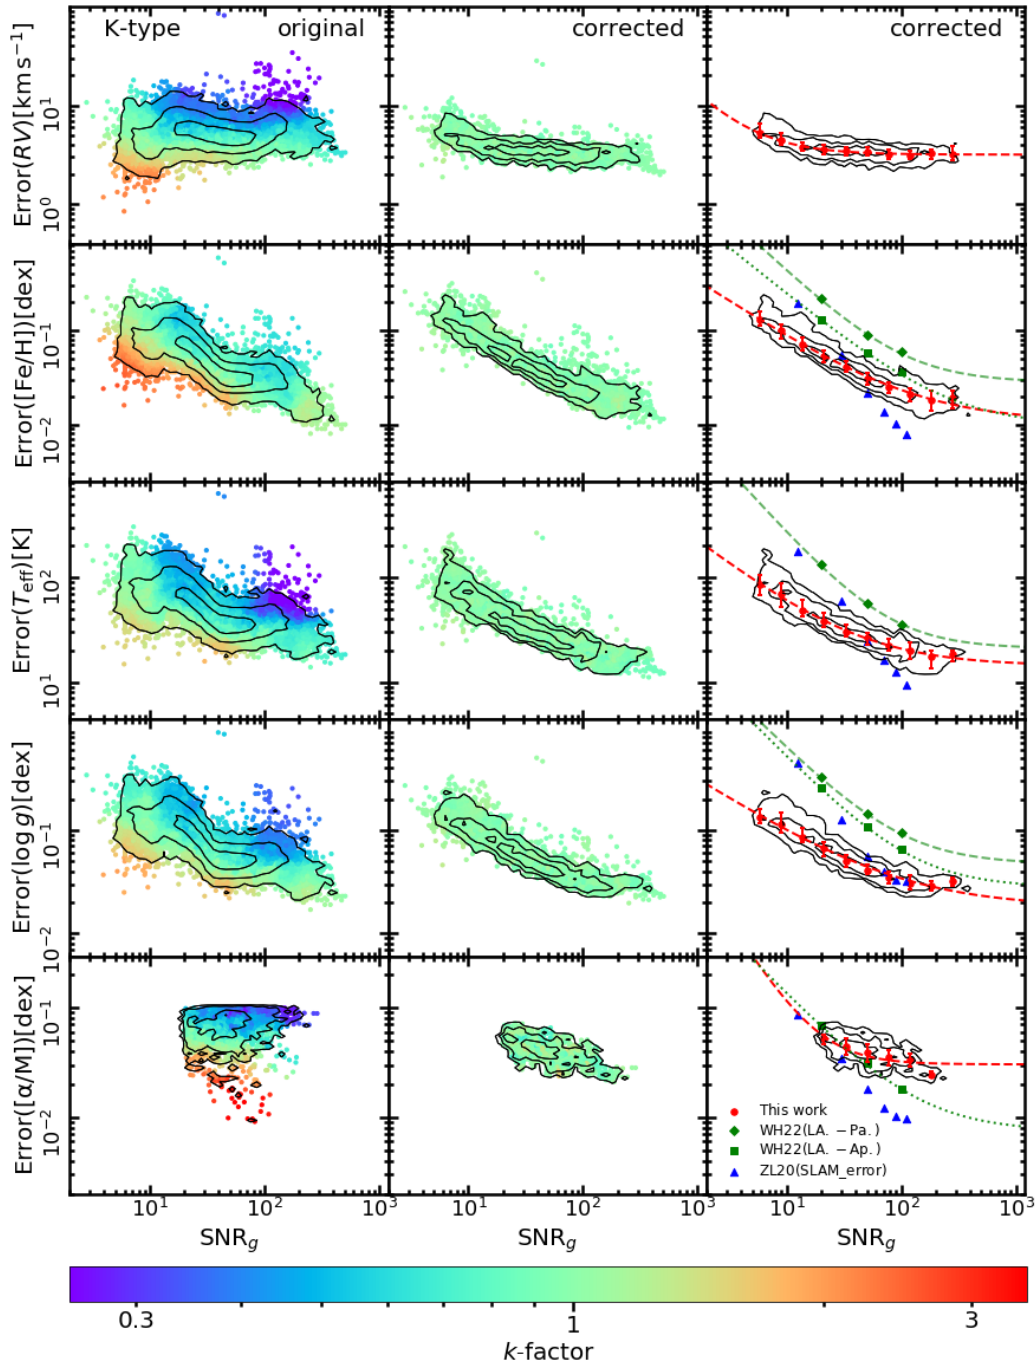 K-type original corrected corrected
Error(RV)[kms⁻¹]
10¹
10⁰
Error([Fe/H])[dex]
10⁻¹
10⁻²
Error(T_eff)[K]
10²
10¹
Error(log g)[dex]
10⁻¹
10⁻²
Error([α/M])[dex]
10⁻¹
10⁻²
This work
WH22(LA. − Pa.)
WH22(LA. − Ap.)
ZL20(SLAM_error)
10¹ 10² 10³ 10¹ 10² 10³ 10¹ 10² 10³
SNR_g SNR_g SNR_g
0.3 1 3
k-factor